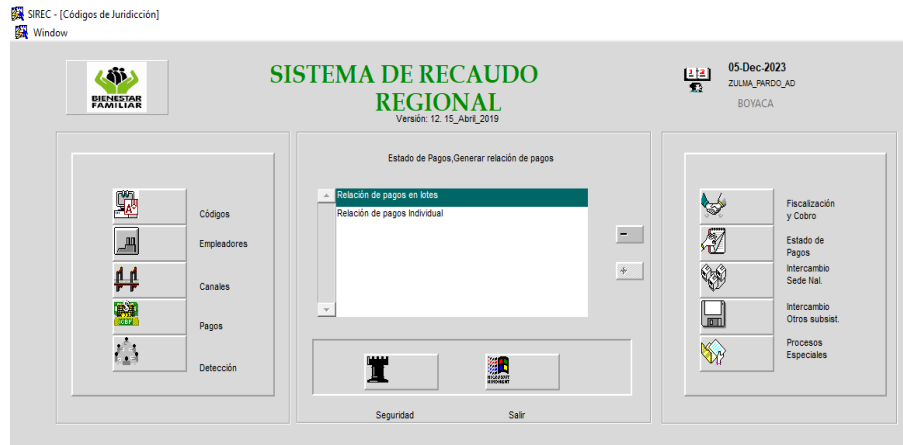 SIREC - [Códigos de Juridicción]
Window
BIENESTAR
FAMILIAR
SISTEMA DE RECAUDO
REGIONAL
Versión: 12. 15_Abril_2019
05-Dec-2023
ZULMA_PARDO_AD
BOYACA
Estado de Pagos,Generar relación de pagos
Relación de pagos en lotes
Relación de pagos Individual
Códigos
Empleadores
Canales
Pagos
Detección
Fiscalización
y Cobro
Estado de
Pagos
Intercambio
Sede Nal.
Intercambio
Otros subsist.
Procesos
Especiales
Seguridad
Salir